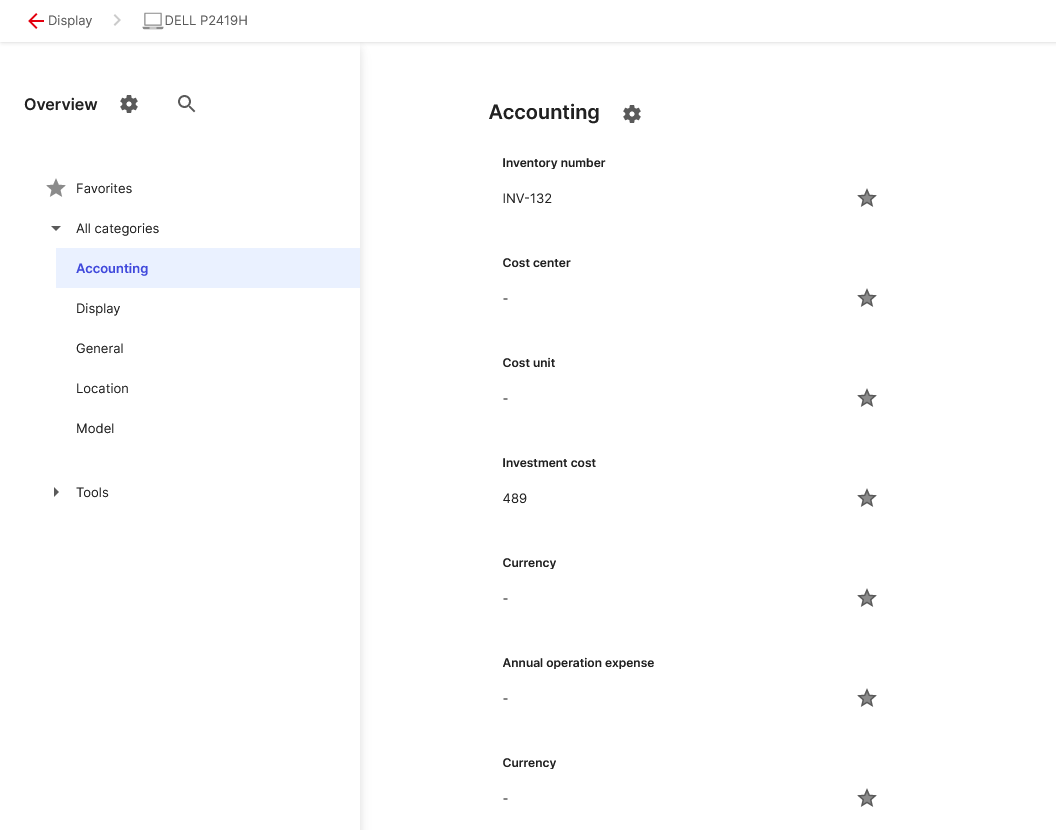 Display
DELL P2419H
Overview
Favorites
All categories
Accounting
Display
General
Location
Model
Tools
Accounting
Inventory number
INV-132
Cost center
-
Cost unit
-
Investment cost
489
Currency
-
Annual operation expense
-
Currency
-